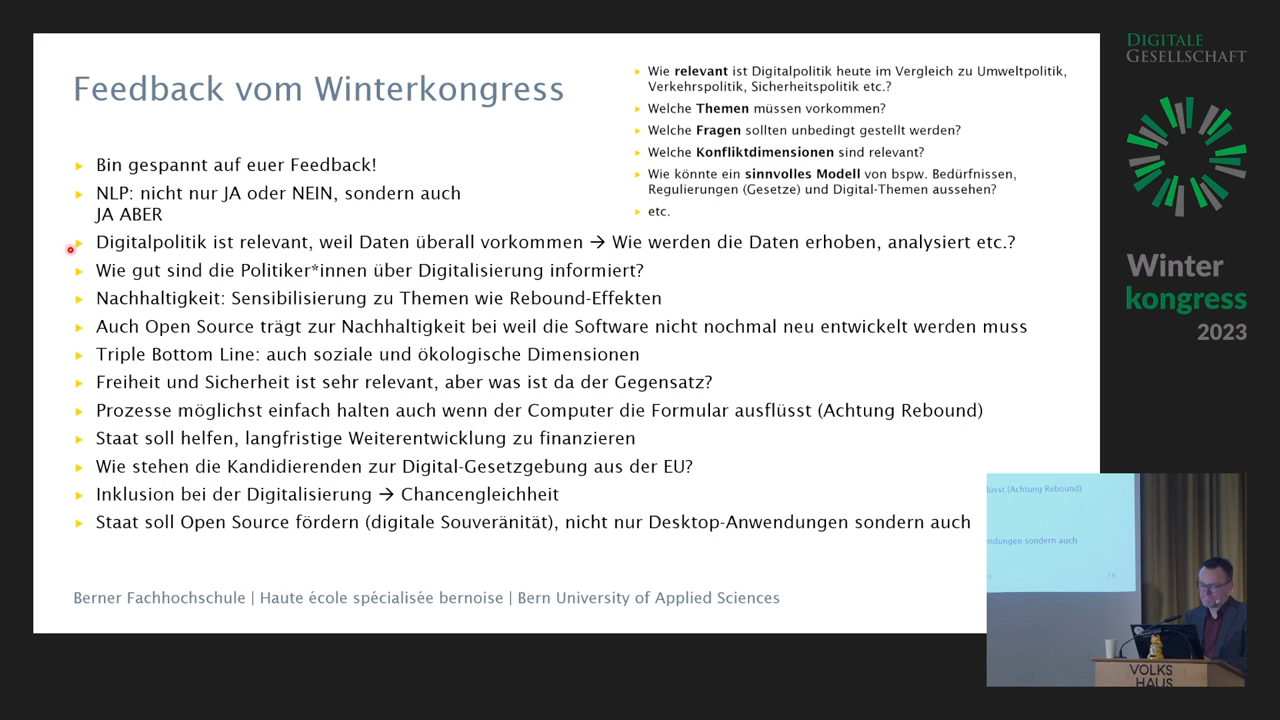 Feedback vom Winterkongress
Bin gespannt auf euer Feedback!
NLP: nicht nur JA oder NEIN, sondern auch
JA ABER
Digitalpolitik ist relevant, weil Daten überall vorkommen → Wie werden die Daten erhoben, analysiert etc.?
Wie gut sind die Politiker*innen über Digitalisierung informiert?
Nachhaltigkeit: Sensibilisierung zu Themen wie Rebound-Effekten
Auch Open Source trägt zur Nachhaltigkeit bei weil die Software nicht nochmal neu entwickelt werden muss
Triple Bottom Line: auch soziale und ökologische Dimensionen
Freiheit und Sicherheit ist sehr relevant, aber was ist da der Gegensatz?
Prozesse möglichst einfach halten auch wenn der Computer die Formular ausflüsst (Achtung Rebound)
Staat soll helfen, langfristige Weiterentwicklung zu finanzieren
Wie stehen die Kandidierenden zur Digital-Gesetzgebung aus der EU?
Inklusion bei der Digitalisierung → Chancengleichheit
Staat soll Open Source fördern (digitale Souveränität), nicht nur Desktop-Anwendungen sondern auch
Wie relevant ist Digitalpolitik heute im Vergleich zu Umweltpolitik,
Verkehrspolitik, Sicherheitspolitik etc.?
Welche Themen müssen vorkommen?
Welche Fragen sollten unbedingt gestellt werden?
Welche Konfliktdimensionen sind relevant?
Wie könnte ein sinnvolles Modell von bspw. Bedürfnissen,
Regulierungen (Gesetze) und Digital-Themen aussehen?
etc.
Berner Fachhochschule | Haute école spécialisée bernoise | Bern University of Applied Sciences
DIGITALE
GESELLSCHAFT
Winter
kongress
2023
lüsst (Achtung Rebound)
ndungen sondern auch
VOLKS
HAUS